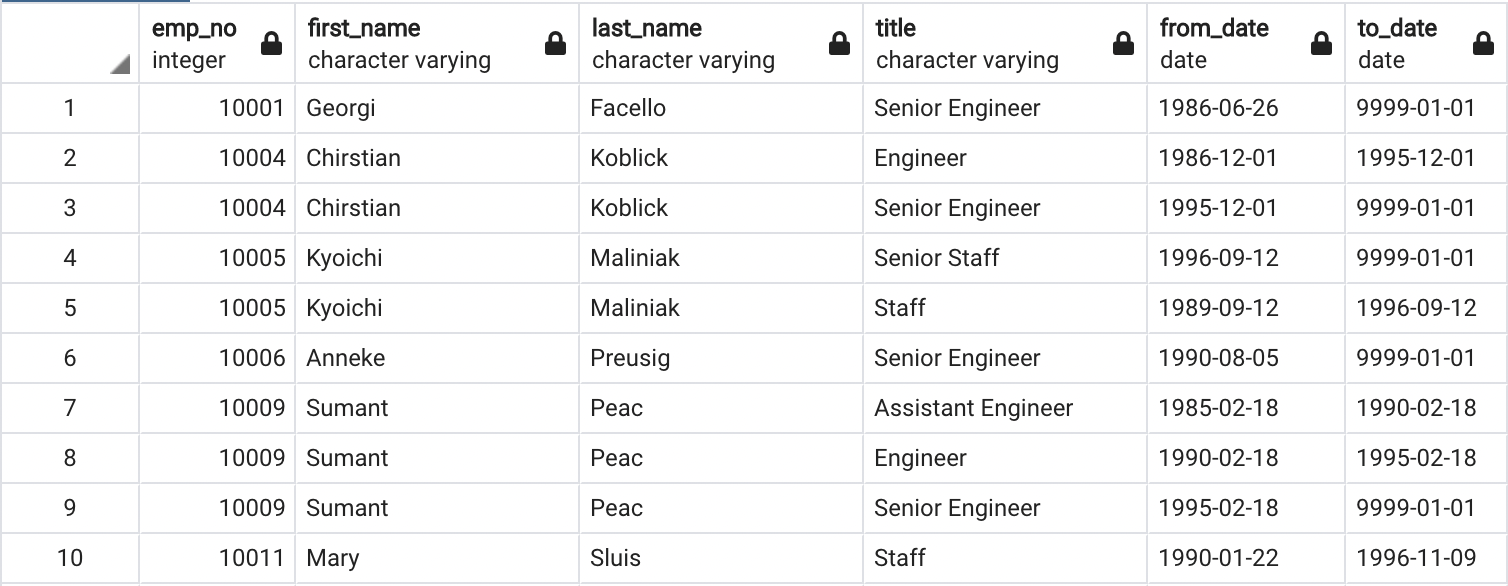 emp_no first_name last_name title from_date to_date
integer character varying character varying character varying date date
1 10001 Georgi Facello Senior Engineer 1986-06-26 9999-01-01
2 10004 Chirstian Koblick Engineer 1986-12-01 1995-12-01
3 10004 Chirstian Koblick Senior Engineer 1995-12-01 9999-01-01
4 10005 Kyoichi Maliniak Senior Staff 1996-09-12 9999-01-01
5 10005 Kyoichi Maliniak Staff 1989-09-12 1996-09-12
6 10006 Anneke Preusig Senior Engineer 1990-08-05 9999-01-01
7 10009 Sumant Peac Assistant Engineer 1985-02-18 1990-02-18
8 10009 Sumant Peac Engineer 1990-02-18 1995-02-18
9 10009 Sumant Peac Senior Engineer 1995-02-18 9999-01-01
10 10011 Mary Sluis Staff 1990-01-22 1996-11-09